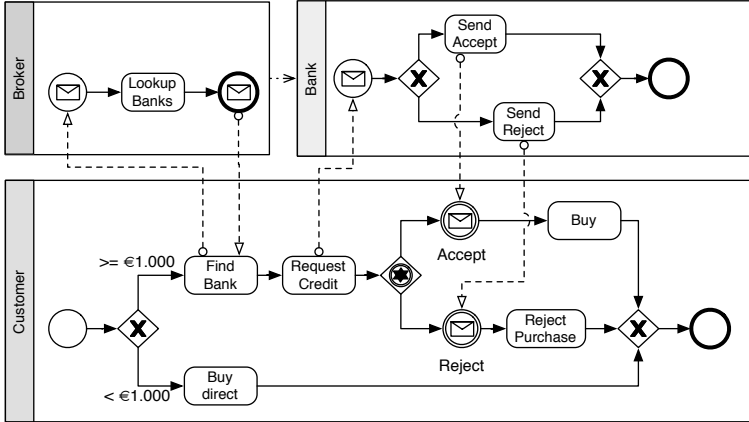 Broker
Lookup
Banks
Bank
Send
Accept
Send
Reject
Customer
>= €1.000
Find
Bank
Request
Credit
Accept
Buy
Reject
Reject
Purchase
< €1.000
Buy
direct